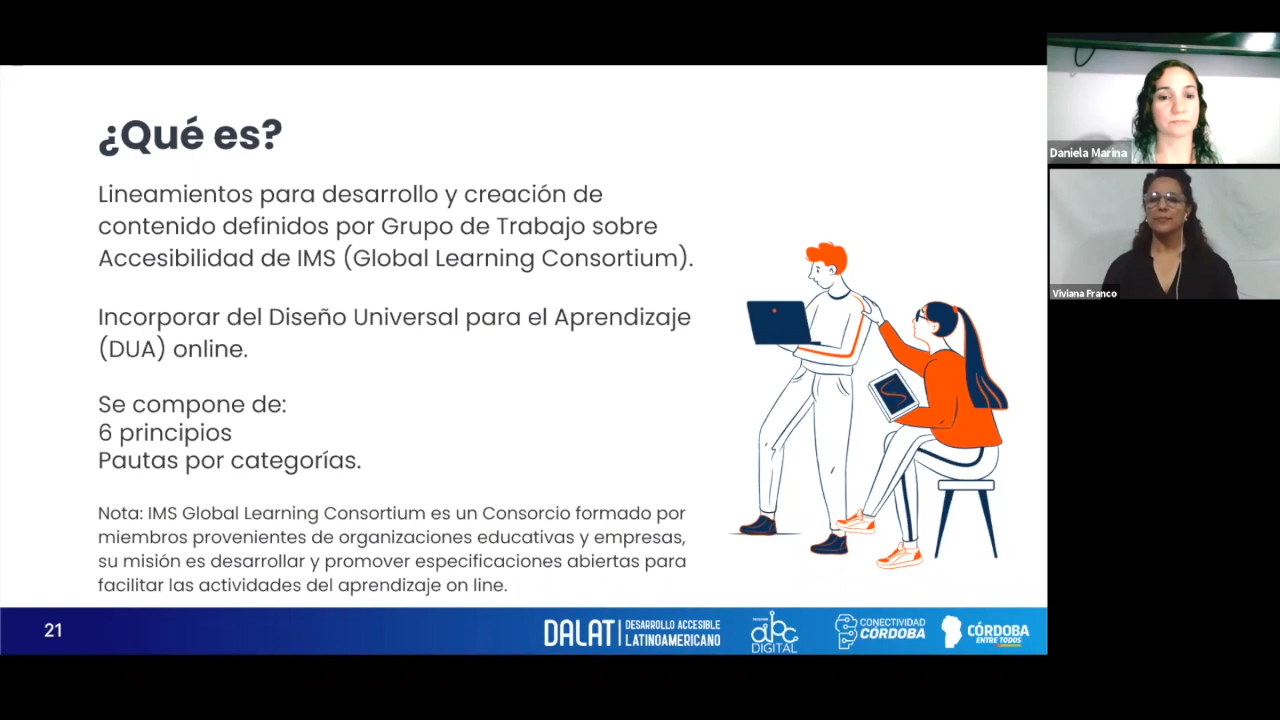 ¿Qué es?
Lineamientos para desarrollo y creación de
contenido definidos por Grupo de Trabajo sobre
Accesibilidad de IMS (Global Learning Consortium).
Incorporar del Diseño Universal para el Aprendizaje
(DUA) online.
Se compone de:
6 principios
Pautas por categorías.
Nota: IMS Global Learning Consortium es un Consorcio formado por
miembros provenientes de organizaciones educativas y empresas,
su misión es desarrollar y promover especificaciones abiertas para
facilitar las actividades del aprendizaje on line.
21
DALAT
DESARROLLO ACCESIBLE
LATINOAMERICANO
abc
DIGITAL
CONECTIVIDAD
CÓRDOBA
CÓRDOBA
ENTRE TODOS
Daniela Marina
Viviana Franco